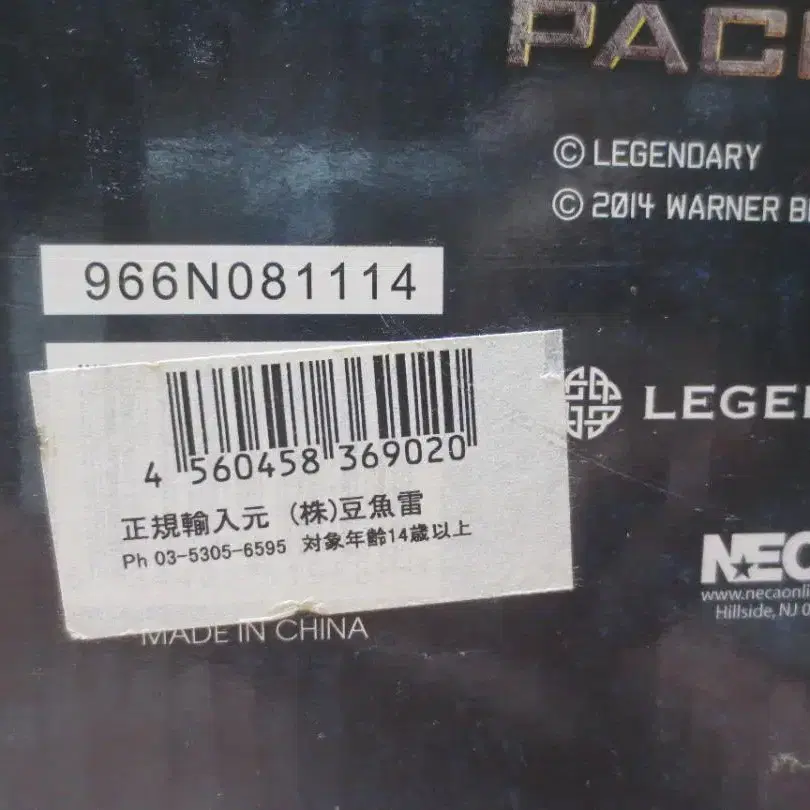 PAC
© LEGENDARY
© 2014 WARNER B
966N081114
LEGE
4 560458 369020
正規輸入元 (株)豆魚雷
Ph 03-5305-6595 対象年齢14歳以上
NEC
www.necaonli
Hillside, NJ 0
MADE IN CHINA